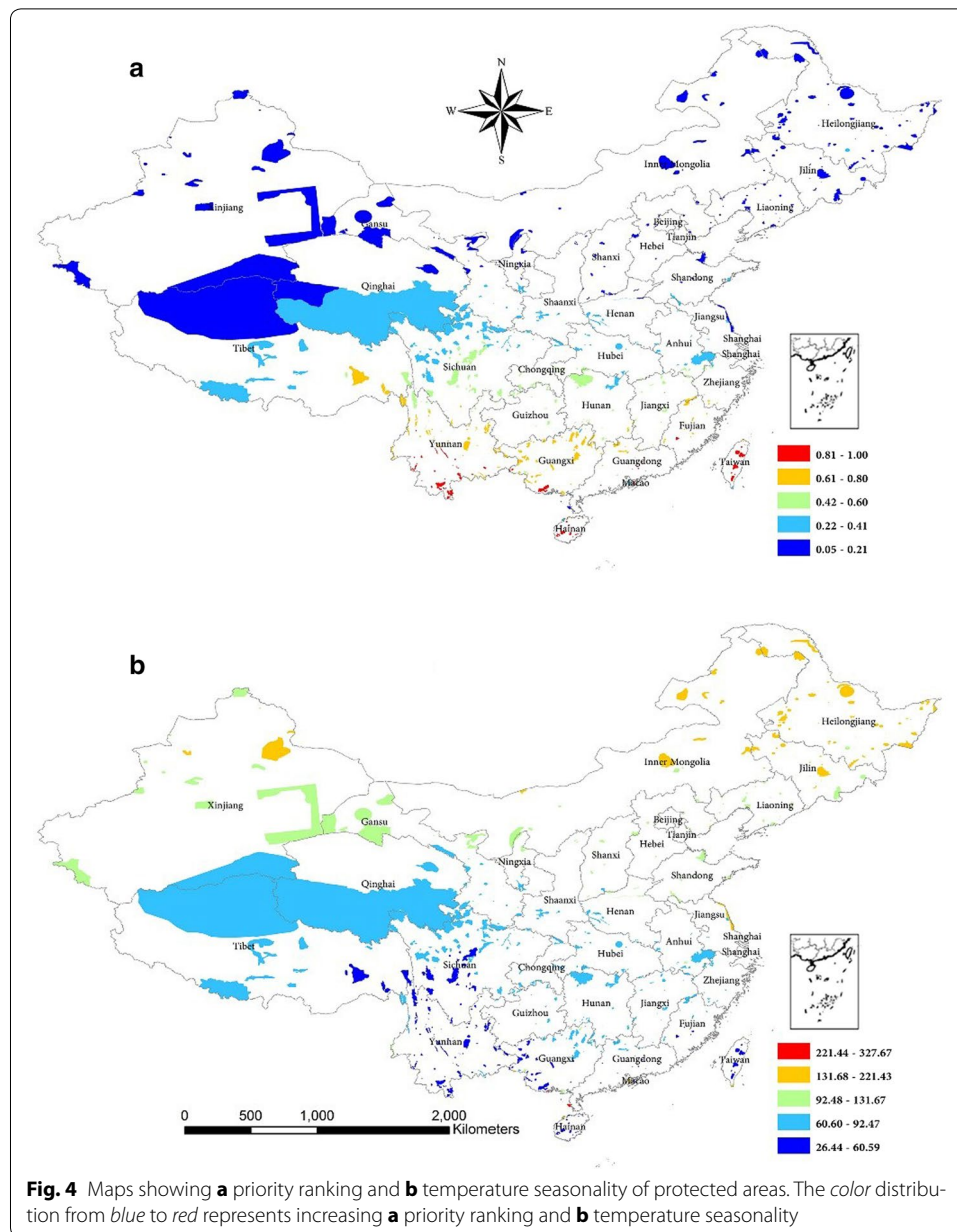 a
N
W
E
S
Heilongjiang
Inner Mongolia
Jilin
Xinjiang
Gansu
Liaoning
Beijing
Tianjin
Hebei
Shanxi
Ningxia
Shandong
Qinghai
Shaanxi
Henan
Jiangsu
Tibet
Sichuan
Chongqing
Hubei
Anhui
Shanghai
Shanghai
Zhejiang
Guizhou
Hunan
Jiangxi
Fujian
Yunnan
Guangxi
Guangdong
Macao
Taiwan
Hainan
0.81 - 1.00
0.61 - 0.80
0.42 - 0.60
0.22 - 0.41
0.05 - 0.21
b
Heilongjiang
Inner Mongolia
Jilin
Xinjiang
Gansu
Liaoning
Beijing
Tianjin
Hebei
Shanxi
Ningxia
Shandong
Qinghai
Shaanxi
Henan
Jiangsu
Tibet
Sichuan
Chongqing
Hubei
Anhui
Shanghai
Shanghai
Zhejiang
Guizhou
Hunan
Jiangxi
Fujian
Yunnan
Guangxi
Guangdong
Macao
Taiwan
Hainan
221.44 - 327.67
131.68 - 221.43
92.48 - 131.67
60.60 - 92.47
26.44 - 60.59
0 500 1,000 2,000
Kilometers
Fig. 4 Maps showing a priority ranking and b temperature seasonality of protected areas. The color distribu-
tion from blue to red represents increasing a priority ranking and b temperature seasonality